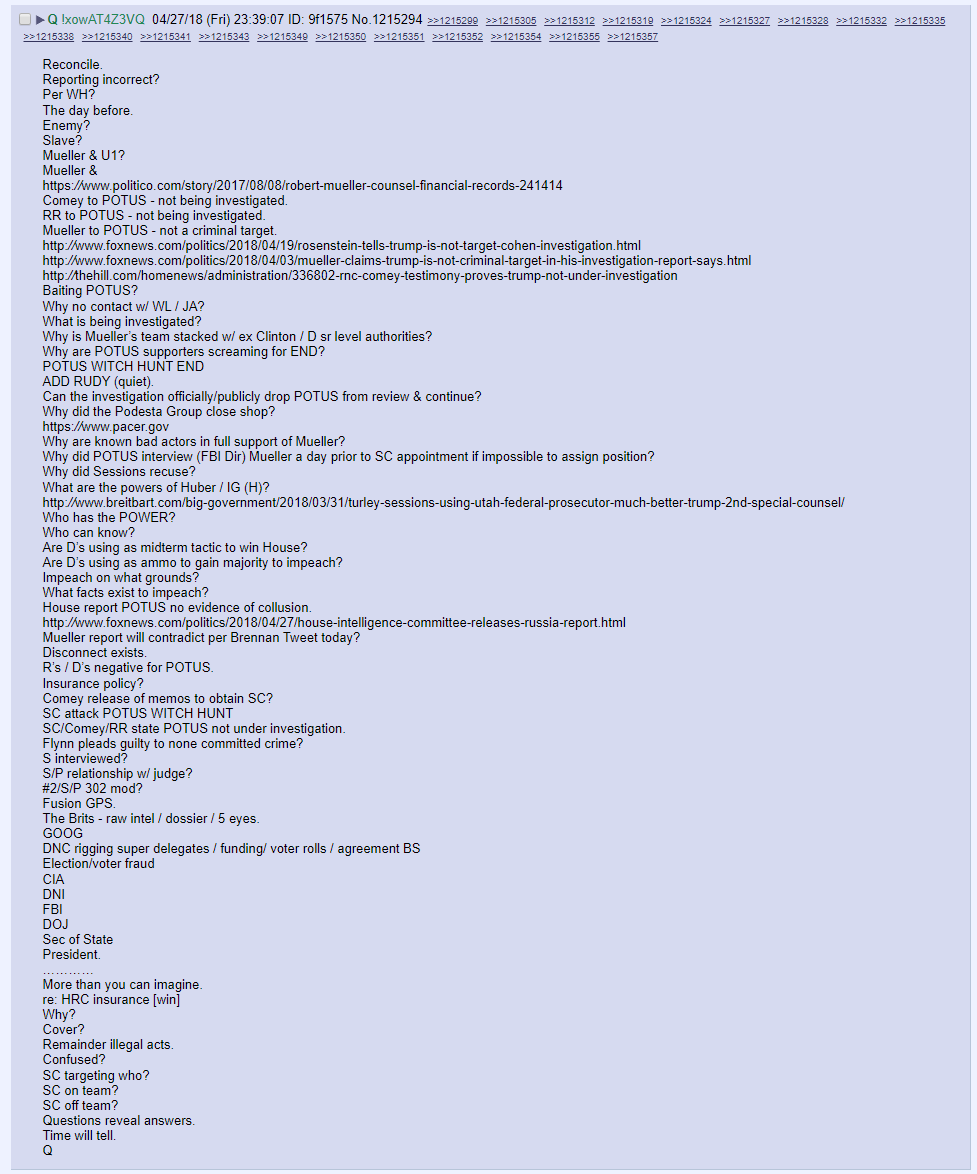 ▶Q !xowAT4Z3VQ 04/27/18 (Fri) 23:39:07 ID: 9f1575 No.1215294 >>1215299 >>1215305 >>1215312 >>1215319 >>1215324 >>1215327 >>1215328 >>1215332 >>1215335
>>1215338 >>1215340 >>1215341 >>1215343 >>1215349 >>1215350 >>1215351 >>1215352 >>1215354 >>1215355 >>1215357
Reconcile.
Reporting incorrect?
Per WH?
The day before.
Enemy?
Slave?
Mueller & U1?
Mueller &
https://www.politico.com/story/2017/08/08/robert-mueller-counsel-financial-records-241414
Comey to POTUS - not being investigated.
RR to POTUS - not being investigated.
Mueller to POTUS - not a criminal target.
http://www.foxnews.com/politics/2018/04/19/rosenstein-tells-trump-is-not-target-cohen-investigation.html
http://www.foxnews.com/politics/2018/04/03/mueller-claims-trump-is-not-criminal-target-in-his-investigation-report-says.html
http://thehill.com/homenews/administration/336802-rnc-comey-testimony-proves-trump-not-under-investigation
Baiting POTUS?
Why no contact w/ WL / JA?
What is being investigated?
Why is Mueller’s team stacked w/ ex Clinton / D sr level authorities?
Why are POTUS supporters screaming for END?
POTUS WITCH HUNT END
ADD RUDY (quiet).
Can the investigation officially/publicly drop POTUS from review & continue?
Why did the Podesta Group close shop?
https://www.pacer.gov
Why are known bad actors in full support of Mueller?
Why did POTUS interview (FBI Dir) Mueller a day prior to SC appointment if impossible to assign position?
Why did Sessions recuse?
What are the powers of Huber / IG (H)?
http://www.breitbart.com/big-government/2018/03/31/turley-sessions-using-utah-federal-prosecutor-much-better-trump-2nd-special-counsel/
Who has the POWER?
Who can know?
Are D’s using as midterm tactic to win House?
Are D’s using as ammo to gain majority to impeach?
Impeach on what grounds?
What facts exist to impeach?
House report POTUS no evidence of collusion.
http://www.foxnews.com/politics/2018/04/27/house-intelligence-committee-releases-russia-report.html
Mueller report will contradict per Brennan Tweet today?
Disconnect exists.
R’s / D’s negative for POTUS.
Insurance policy?
Comey release of memos to obtain SC?
SC attack POTUS WITCH HUNT
SC/Comey/RR state POTUS not under investigation.
Flynn pleads guilty to none committed crime?
S interviewed?
S/P relationship w/ judge?
#2/S/P 302 mod?
Fusion GPS.
The Brits - raw intel / dossier / 5 eyes.
GOOG
DNC rigging super delegates / funding/ voter rolls / agreement BS
Election/voter fraud
CIA
DNI
FBI
DOJ
Sec of State
President.
…………
More than you can imagine.
re: HRC insurance [win]
Why?
Cover?
Remainder illegal acts.
Confused?
SC targeting who?
SC on team?
SC off team?
Questions reveal answers.
Time will tell.
Q